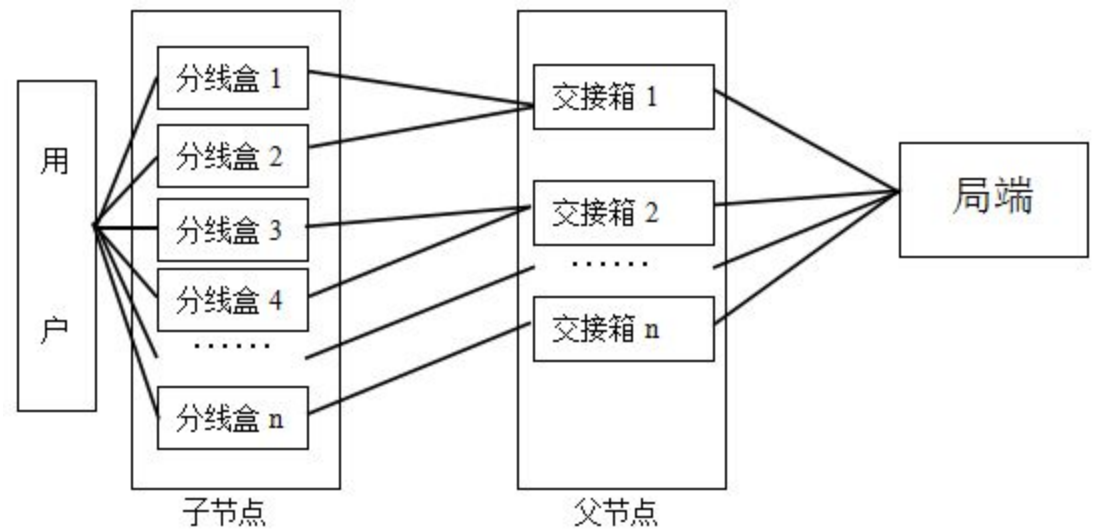 用户
分线盒 1
分线盒 2
分线盒 3
分线盒 4
……
分线盒 n
子节点
交接箱 1
交接箱 2
……
交接箱 n
父节点
局端